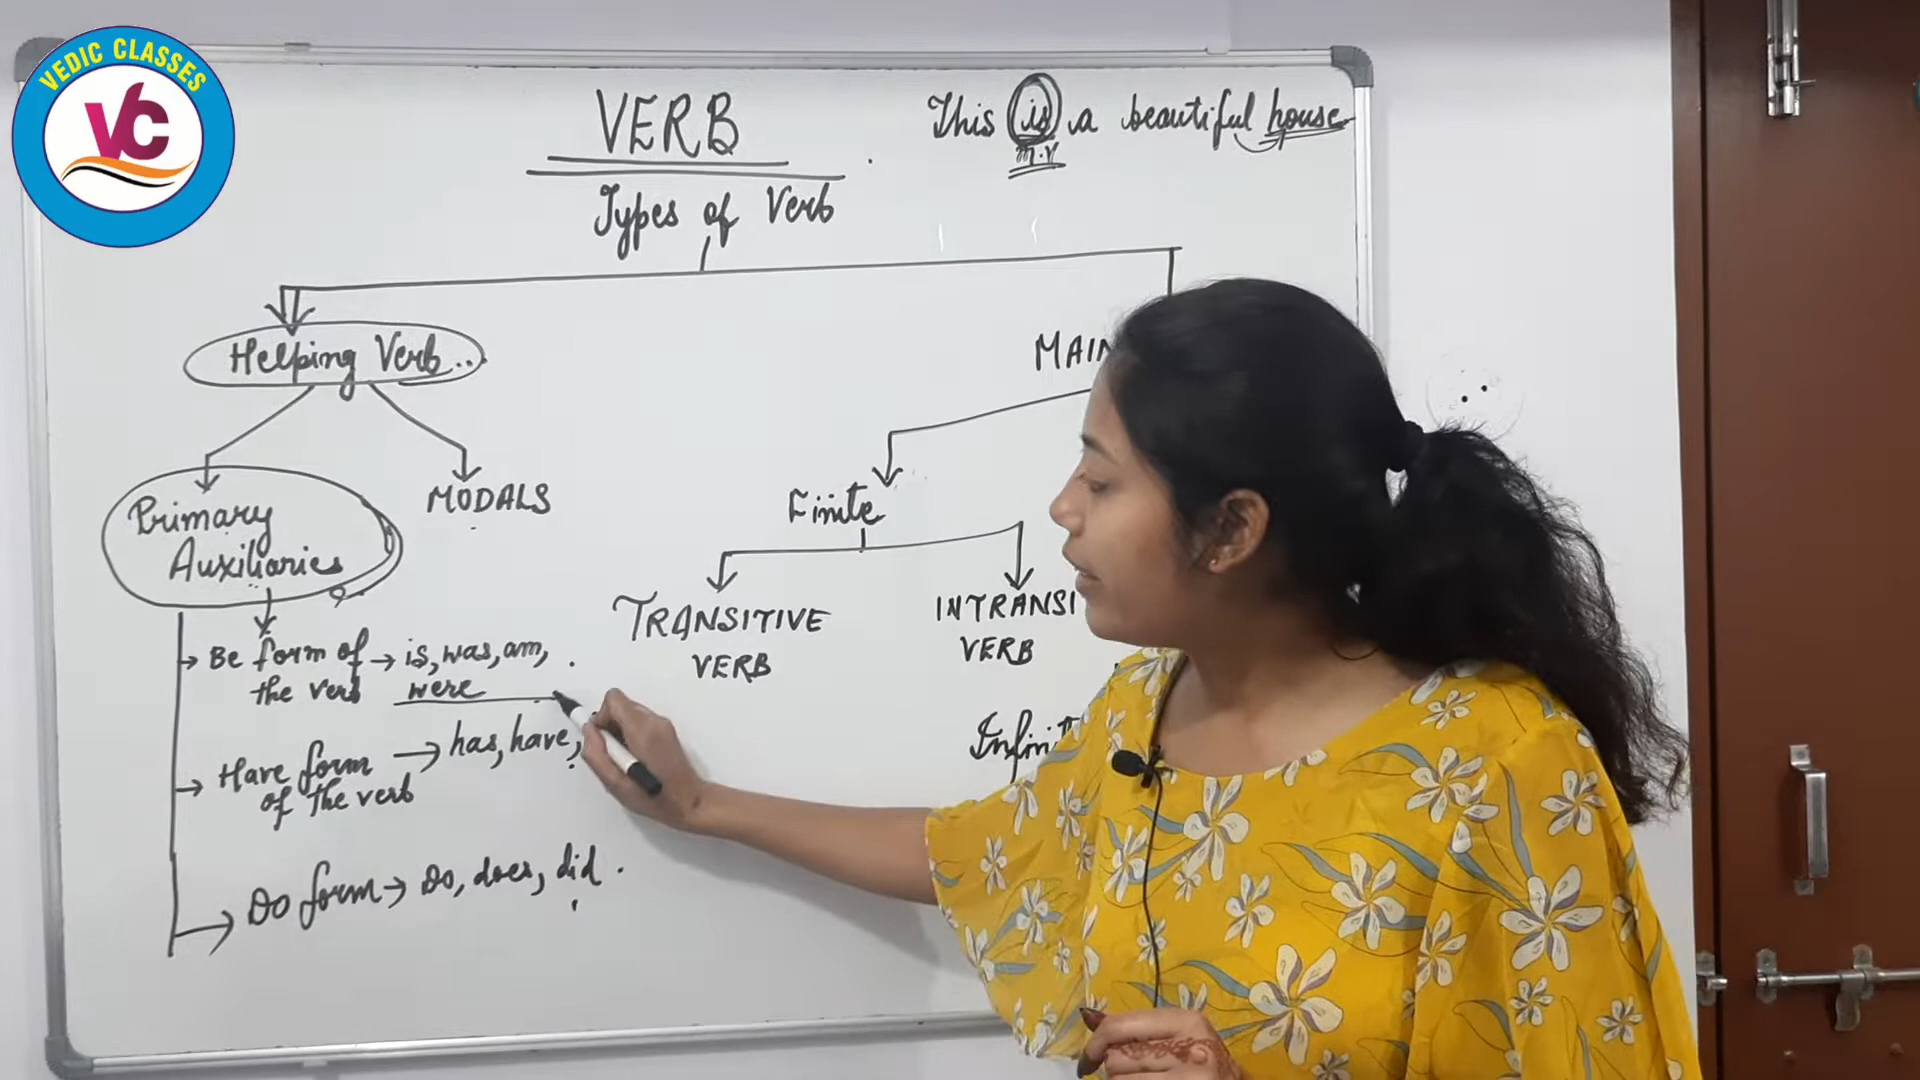 VEDIC CLASSES
VC
VERB
This is a beautiful house
m.v
Types of Verb
Helping Verb..
MAIN
Primary
Auxiliaries
MODALS
Finite
TRANSITIVE
VERB
INTRANSI
VERB
Be form of → is, was, am,
the verb were
Infinit
Have form → has, have,
of the verb
Do form → Do, does, did.